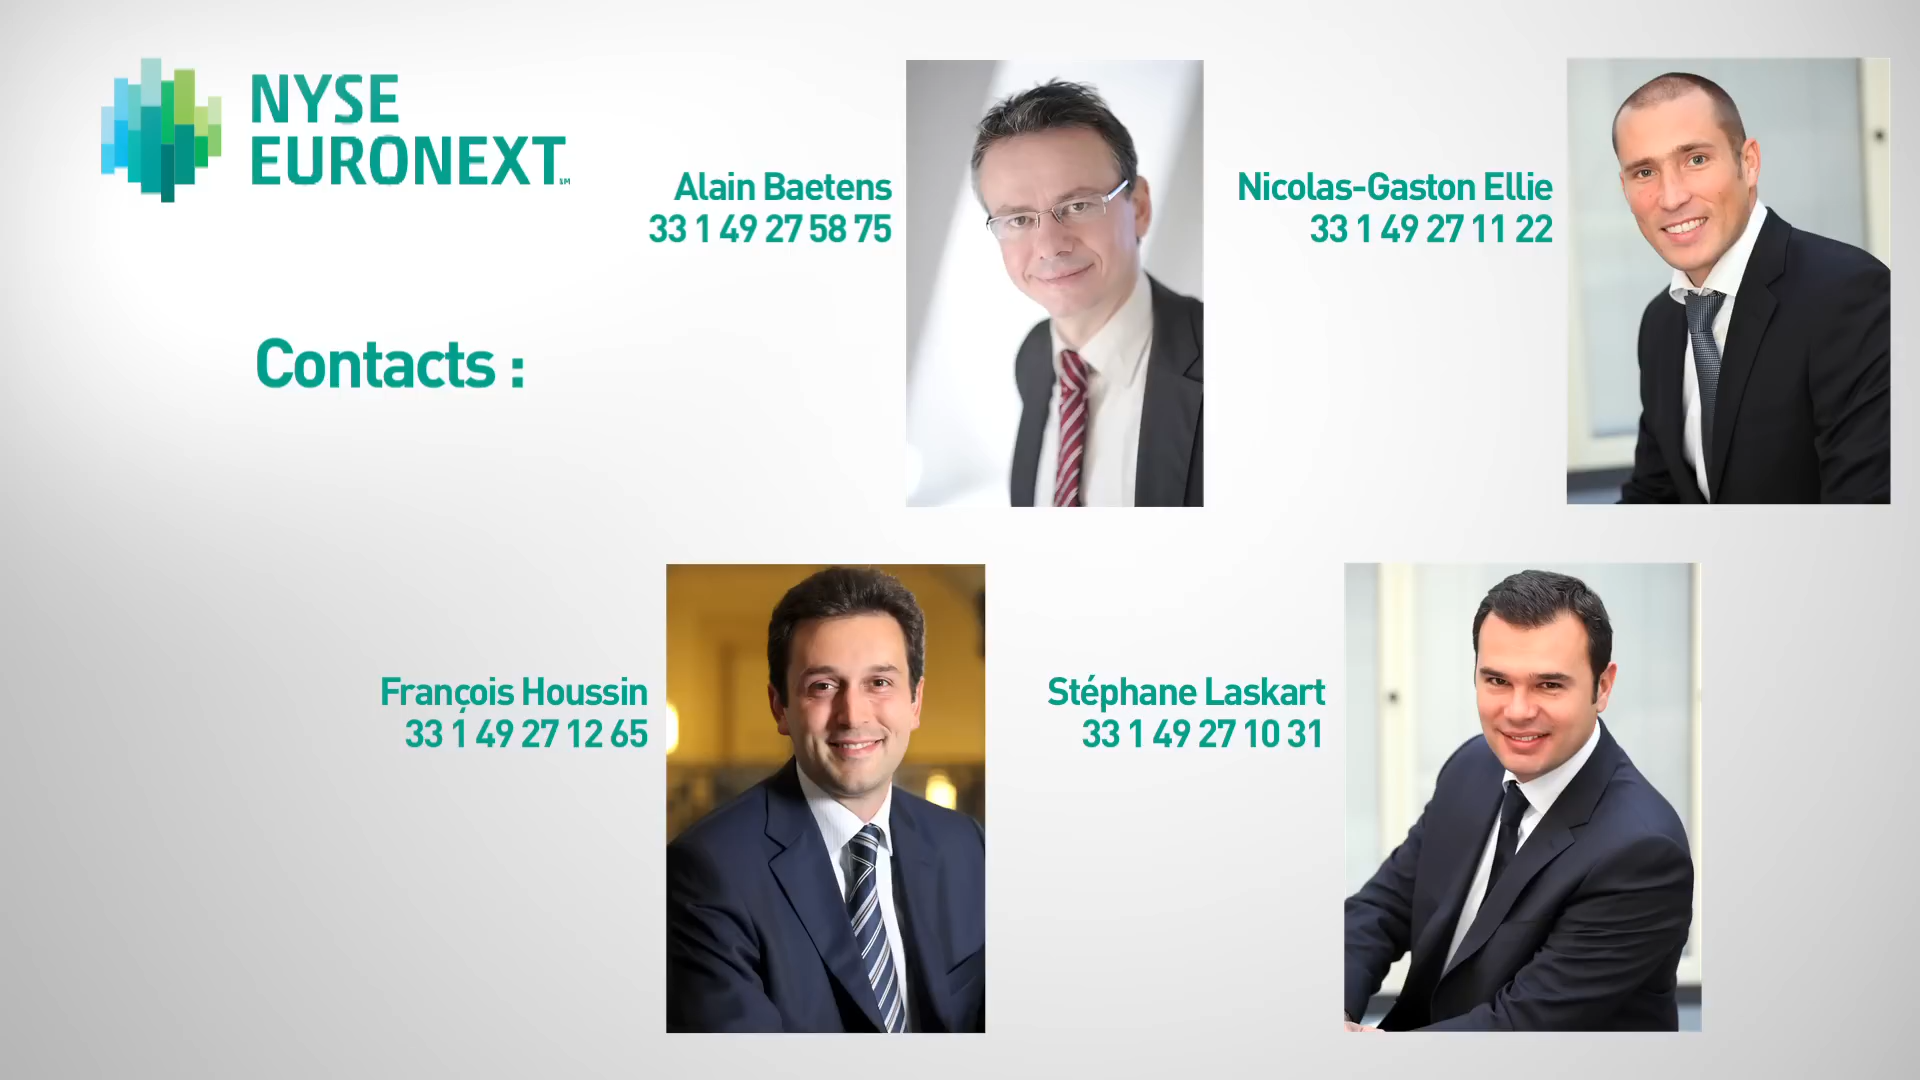 NYSE
EURONEXT
Alain Baetens
33 1 49 27 58 75
Nicolas-Gaston Ellie
33 1 49 27 11 22
Contacts :
François Houssin
33 1 49 27 12 65
Stéphane Laskart
33 1 49 27 10 31